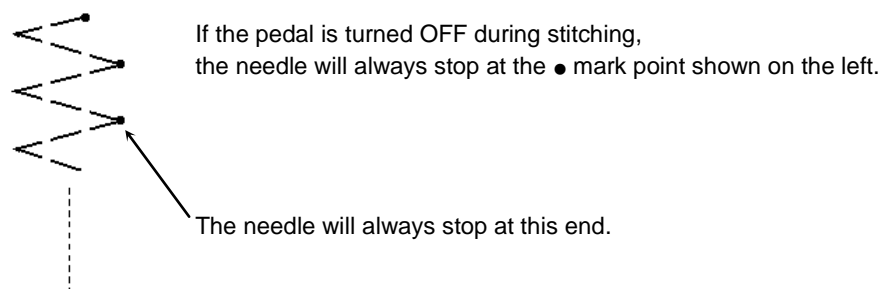 If the pedal is turned OFF during stitching,
the needle will always stop at the ● mark point shown on the left.
The needle will always stop at this end.